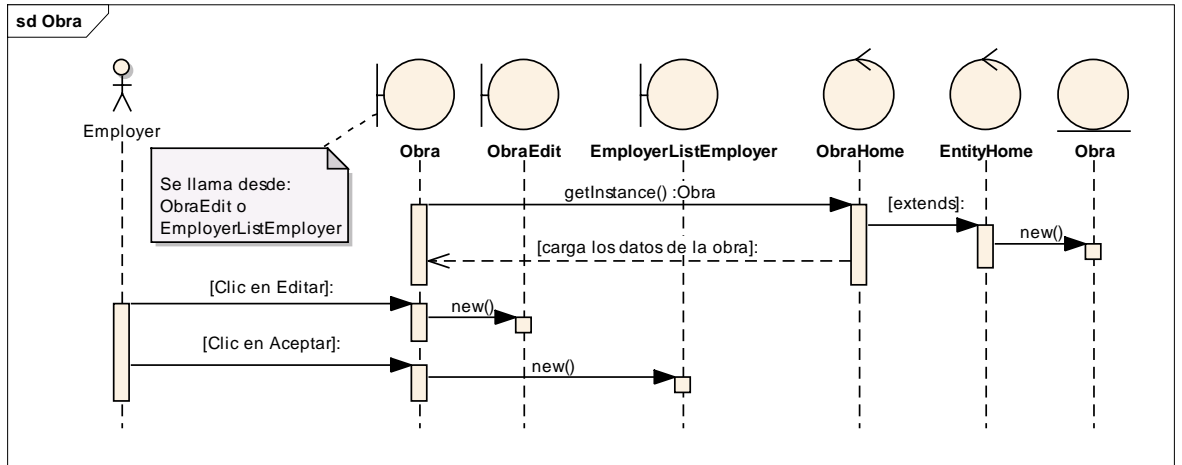 sd Obra
Employer
Se llama desde:
ObraEdit o
EmployerListEmployer
Obra
ObraEdit
EmployerListEmployer
ObraHome
EntityHome
Obra
getInstance() :Obra
[extends]:
new()
[carga los datos de la obra]:
[Clic en Editar]:
new()
[Clic en Aceptar]:
new()